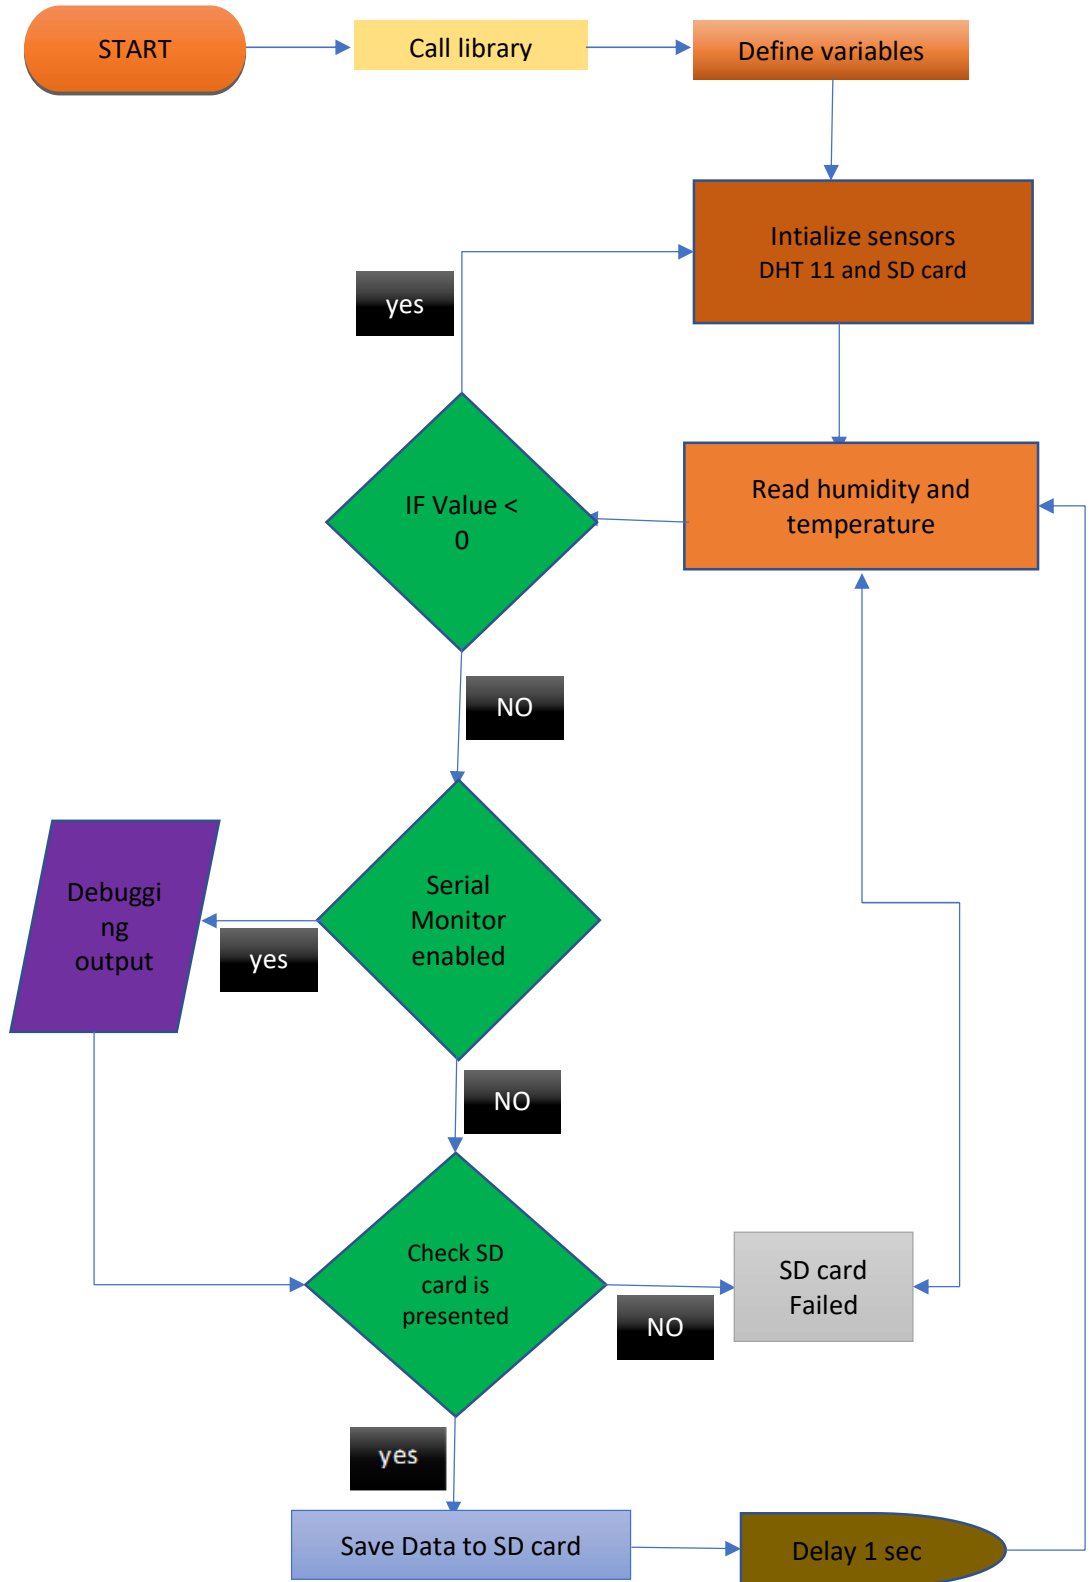 START
Call library
Define variables
Intialize sensors
DHT 11 and SD card
yes
IF Value <
0
Read humidity and
temperature
NO
Serial
Monitor
enabled
Debuggi
ng
output
yes
NO
Check SD
card is
presented
SD card
Failed
NO
yes
Save Data to SD card
Delay 1 sec